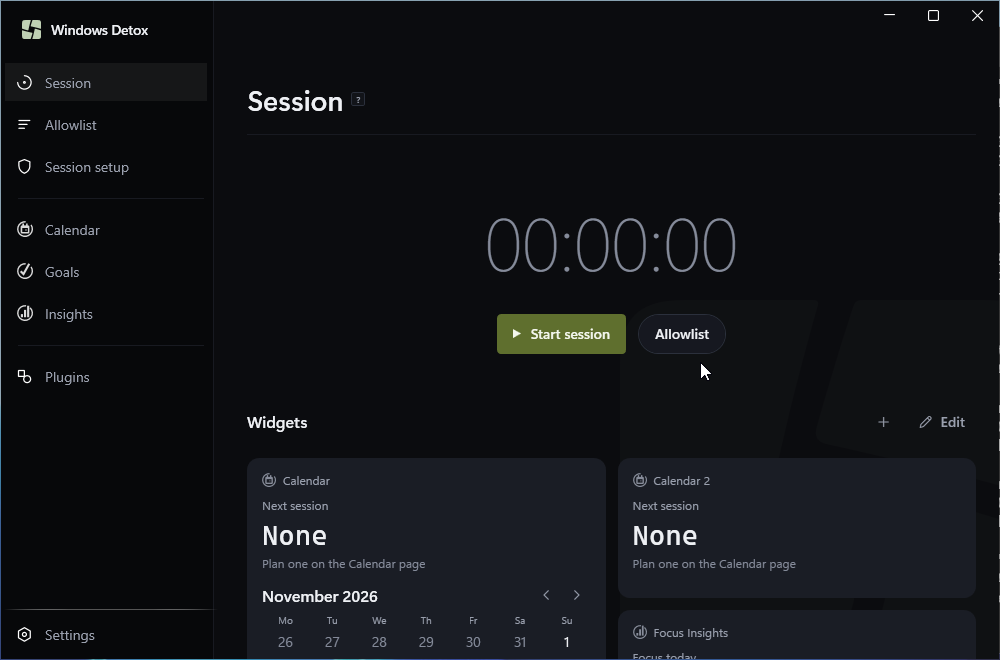 Windows Detox
Session
Allowlist
Session setup
Calendar
Goals
Insights
Plugins
Settings
Session ?
00:00:00
Start session
Allowlist
Widgets
+ Edit
Calendar
Next session
None
Plan one on the Calendar page
November 2026
Mo Tu We Th Fr Sa Su
26 27 28 29 30 31 1
Calendar 2
Next session
None
Plan one on the Calendar page
Focus Insights
Focus today